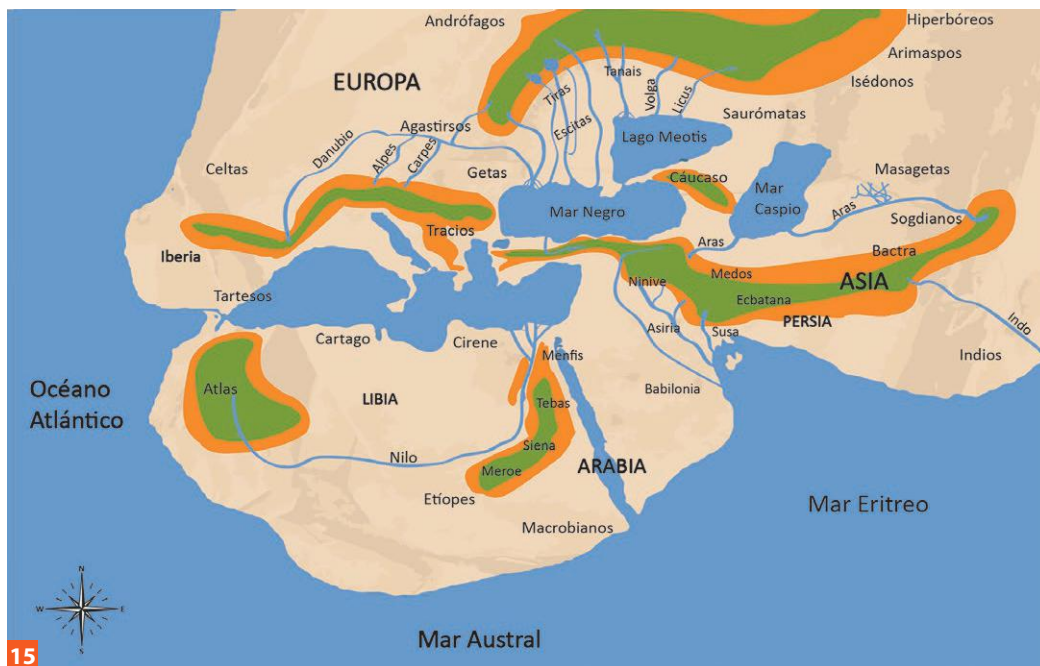 Andrófagos
Hiperbóreos
Arimaspos
Isédonos
EUROPA
Tanais
Volga
Licus
Tiras
Escitas
Saurómatas
Agastirsos
Lago Meotis
Danubio
Alpes
Carpes
Celtas
Getas
Cáucaso
Masagetas
Mar
Caspio
Aras
Sogdianos
Mar Negro
Tracios
Iberia
Aras
Bactra
Medos
ASIA
Ninive
Ecbatana
Tartesos
PERSIA
Asiria
Susa
Indo
Cartago
Cirene
Menfis
Indios
Océano
Atlántico
Atlas
LIBIA
Babilonia
Tebas
Siena
Nilo
Meroe
ARABIA
Etíopes
Macrobianos
Mar Eritreo
N
W
E
S
Mar Austral
15